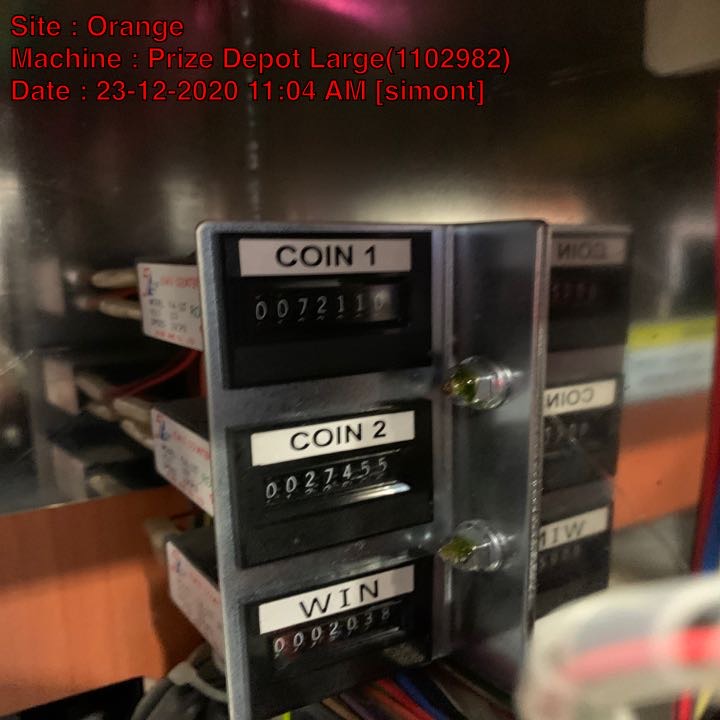 Site : Orange
Machine : Prize Depot Large(1102982)
Date : 23-12-2020 11:04 AM [simont]
COIN 1
0072110
COIN 2
0027455
WIN
0002038